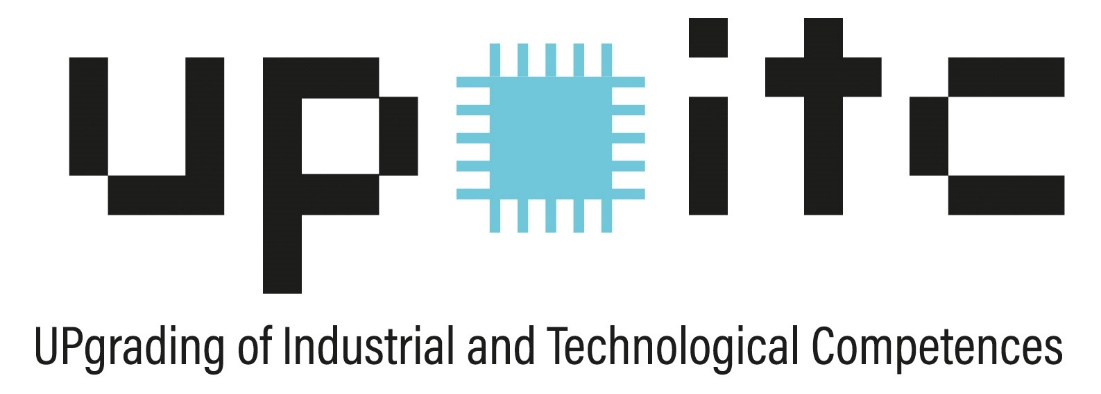 up itc
UPgrading of Industrial and Technological Competences